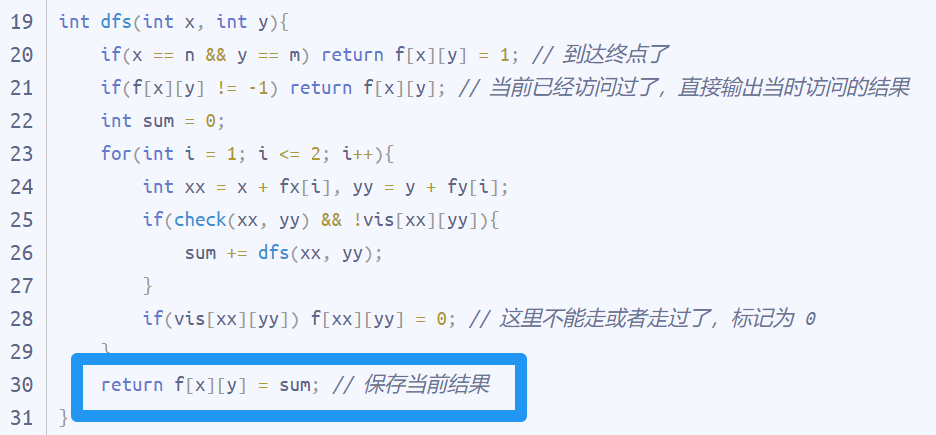 19 int dfs(int x, int y){
20     if(x == n && y == m) return f[x][y] = 1; // 到达终点了
21     if(f[x][y] != -1) return f[x][y]; // 当前已经访问过了，直接输出当时访问的结果
22     int sum = 0;
23     for(int i = 1; i <= 2; i++){
24         int xx = x + fx[i], yy = y + fy[i];
25         if(check(xx, yy) && !vis[xx][yy]){
26             sum += dfs(xx, yy);
27         }
28         if(vis[xx][yy]) f[xx][yy] = 0; // 这里不能走或者走过了，标记为 0
29     }
30     return f[x][y] = sum; // 保存当前结果
31 }